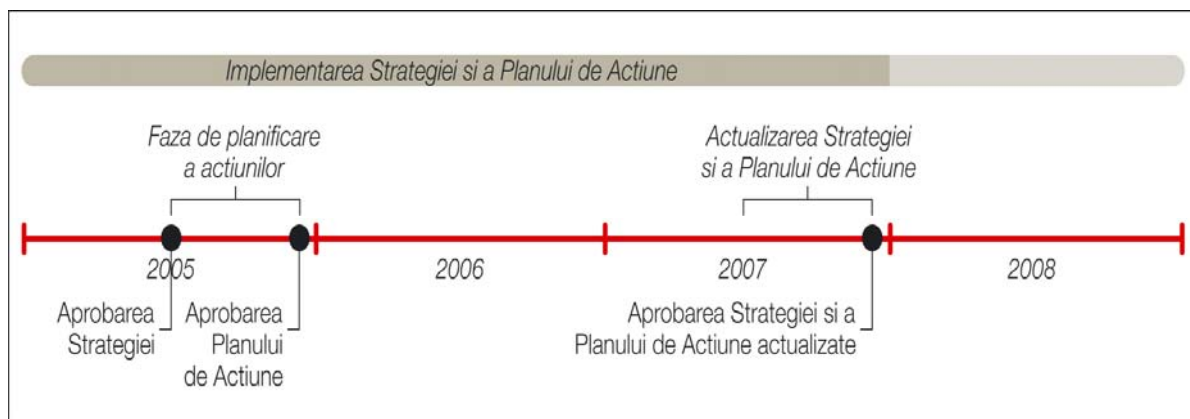 Implementarea Strategiei si a Planului de Actiune
Faza de planificare
a actiunilor
Actualizarea Strategiei
si a Planului de Actiune
2005
2006
2007
2008
Aprobarea
Strategiei
Aprobarea
Planului
de Actiune
Aprobarea Strategiei si a
Planului de Actiune actualizate